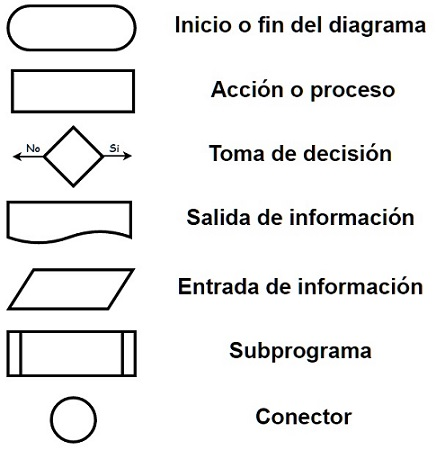 Inicio o fin del diagrama
Acción o proceso
No
Si
Toma de decisión
Salida de información
Entrada de información
Subprograma
Conector